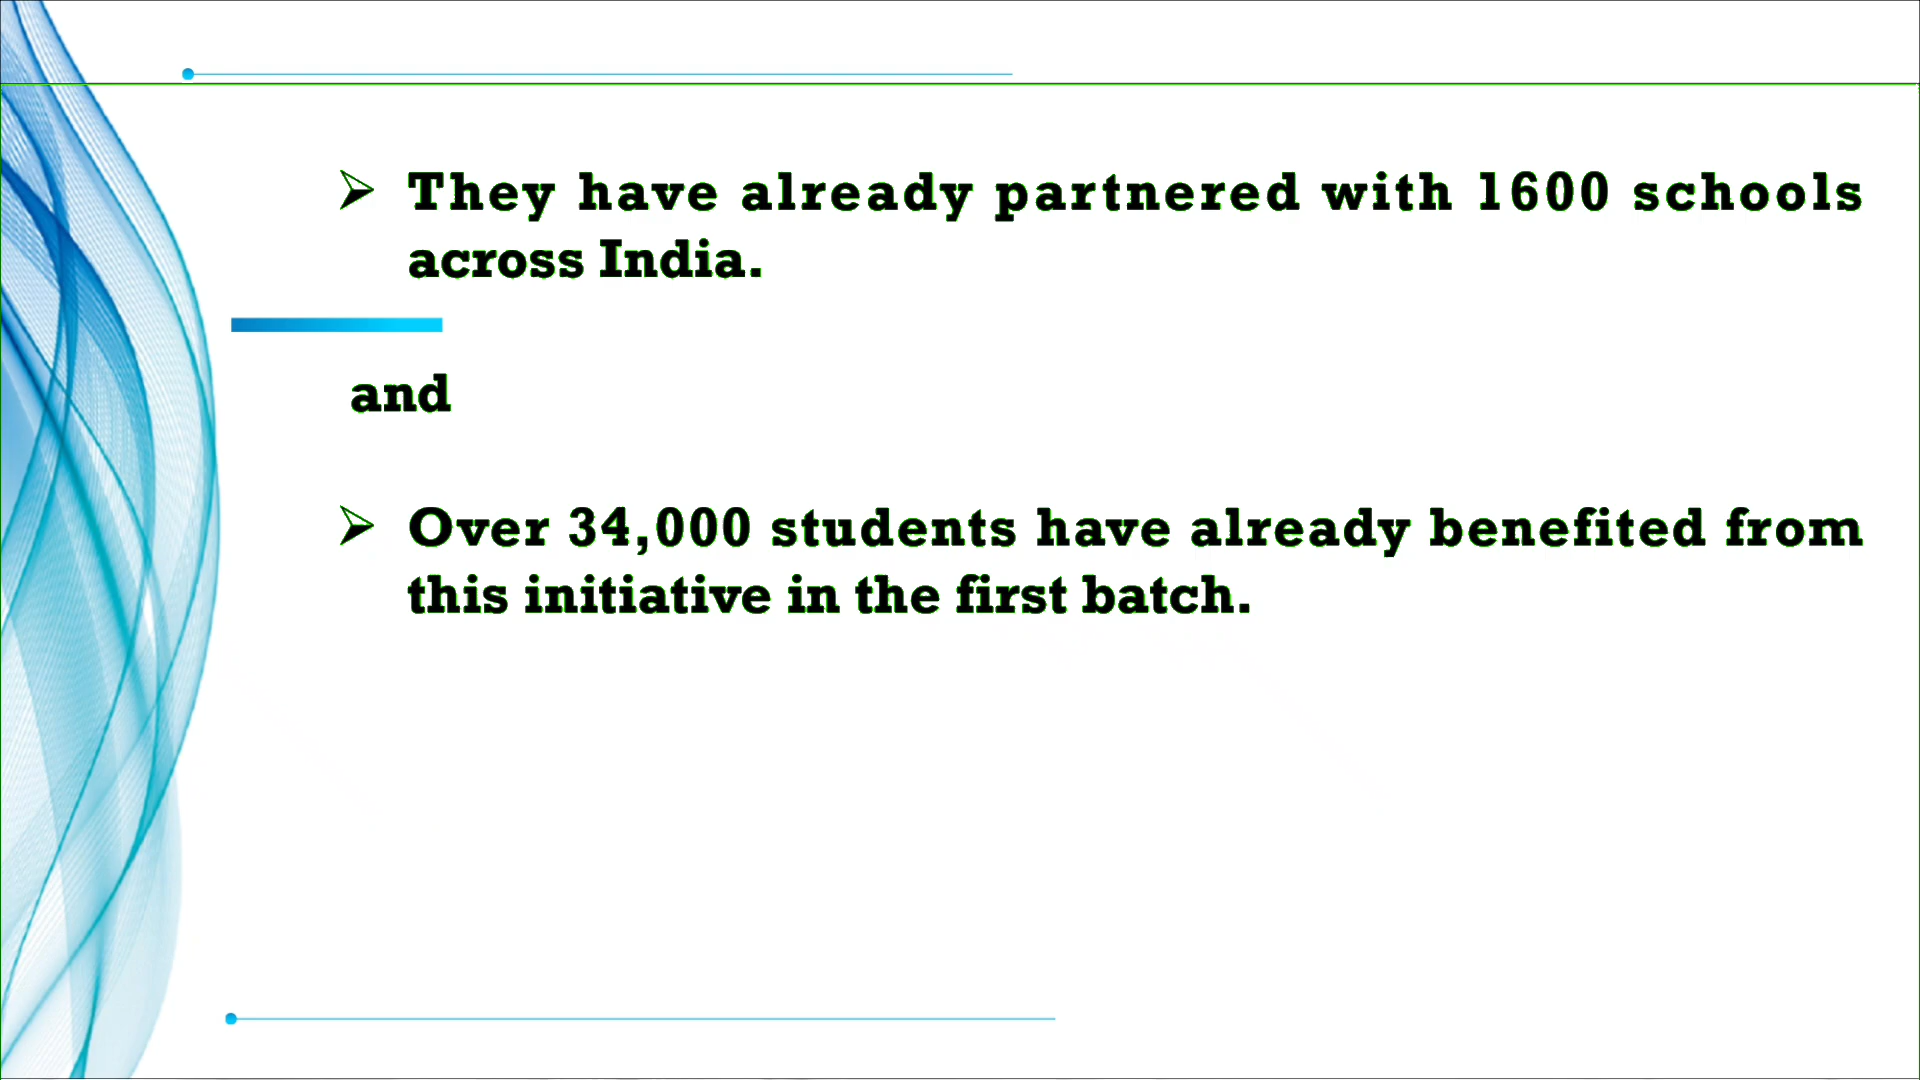 They have already partnered with 1600 schools
across India.
and
Over 34,000 students have already benefited from
this initiative in the first batch.